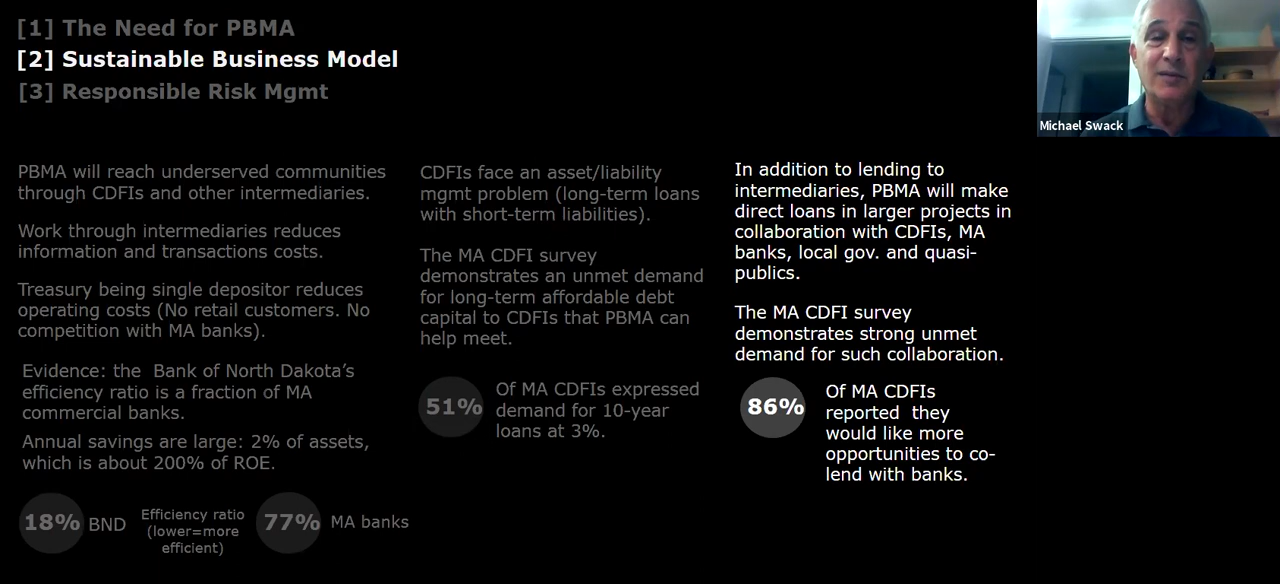 [1] The Need for PBMA
[2] Sustainable Business Model
[3] Responsible Risk Mgmt
Michael Swack
PBMA will reach underserved communities
through CDFIs and other intermediaries.
Work through intermediaries reduces
information and transactions costs.
Treasury being single depositor reduces
operating costs (No retail customers. No
competition with MA banks).
Evidence: the  Bank of North Dakota's
efficiency ratio is a fraction of MA
commercial banks.
Annual savings are large: 2% of assets,
which is about 200% of ROE.
18% BND
Efficiency ratio
(lower=more
efficient)
77% MA banks
CDFIs face an asset/liability
mgmt problem (long-term loans
with short-term liabilities).
The MA CDFI survey
demonstrates an unmet demand
for long-term affordable debt
capital to CDFIs that PBMA can
help meet.
51%
Of MA CDFIs expressed
demand for 10-year
loans at 3%.
In addition to lending to
intermediaries, PBMA will make
direct loans in larger projects in
collaboration with CDFIs, MA
banks, local gov. and quasi-
publics.
The MA CDFI survey
demonstrates strong unmet
demand for such collaboration.
86%
Of MA CDFIs
reported  they
would like more
opportunities to co-
lend with banks.